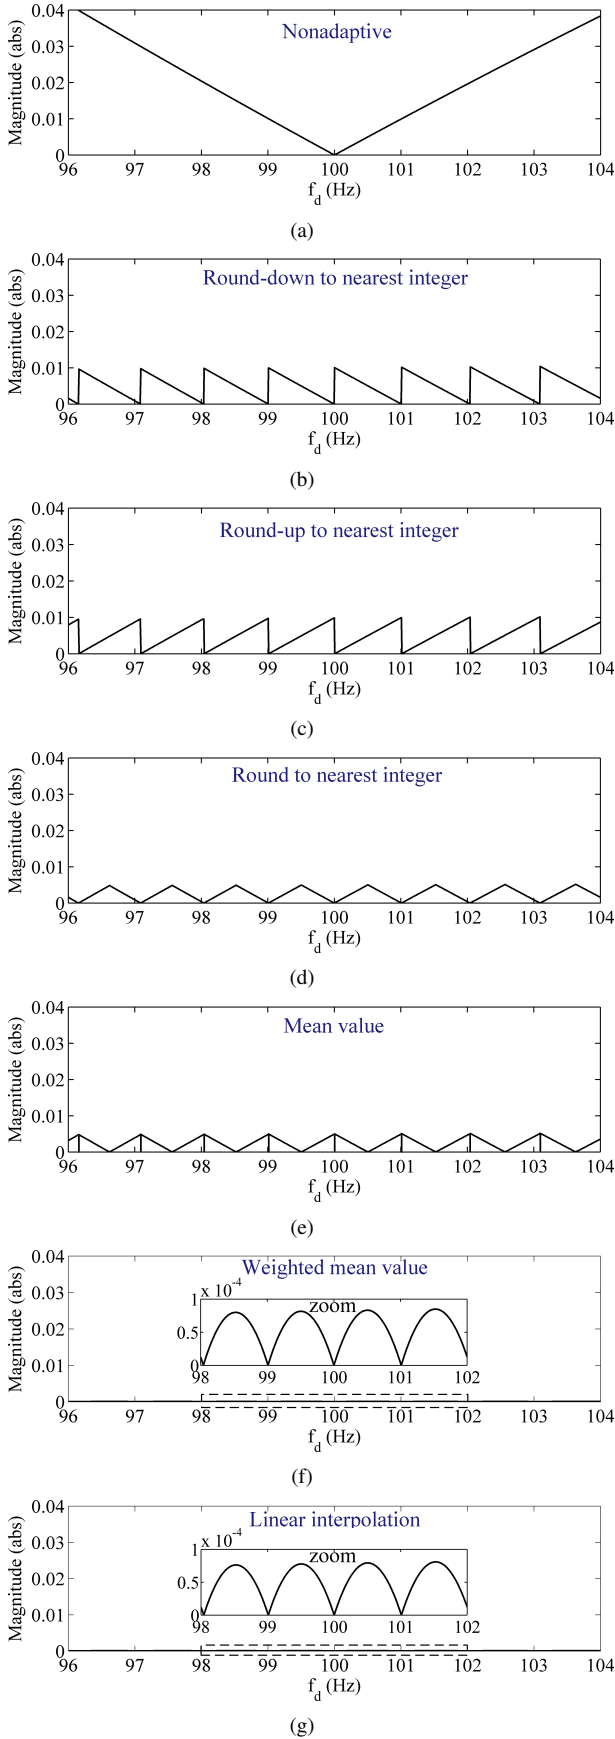 0.04
0.03
0.02
0.01
0
Magnitude (abs)
Nonadaptive
96 97 98 99 100 101 102 103 104
f_d (Hz)
(a)
0.04
0.03
0.02
0.01
0
Magnitude (abs)
Round-down to nearest integer
96 97 98 99 100 101 102 103 104
f_d (Hz)
(b)
0.04
0.03
0.02
0.01
0
Magnitude (abs)
Round-up to nearest integer
96 97 98 99 100 101 102 103 104
f_d (Hz)
(c)
0.04
0.03
0.02
0.01
0
Magnitude (abs)
Round to nearest integer
96 97 98 99 100 101 102 103 104
f_d (Hz)
(d)
0.04
0.03
0.02
0.01
0
Magnitude (abs)
Mean value
96 97 98 99 100 101 102 103 104
f_d (Hz)
(e)
0.04
0.03
0.02
0.01
0
Magnitude (abs)
Weighted mean value
x 10^-4
zoom
1
0.5
0
98 99 100 101 102
96 97 98 99 100 101 102 103 104
f_d (Hz)
(f)
0.04
0.03
0.02
0.01
0
Magnitude (abs)
Linear interpolation
x 10^-4
zoom
1
0.5
0
98 99 100 101 102
96 97 98 99 100 101 102 103 104
f_d (Hz)
(g)